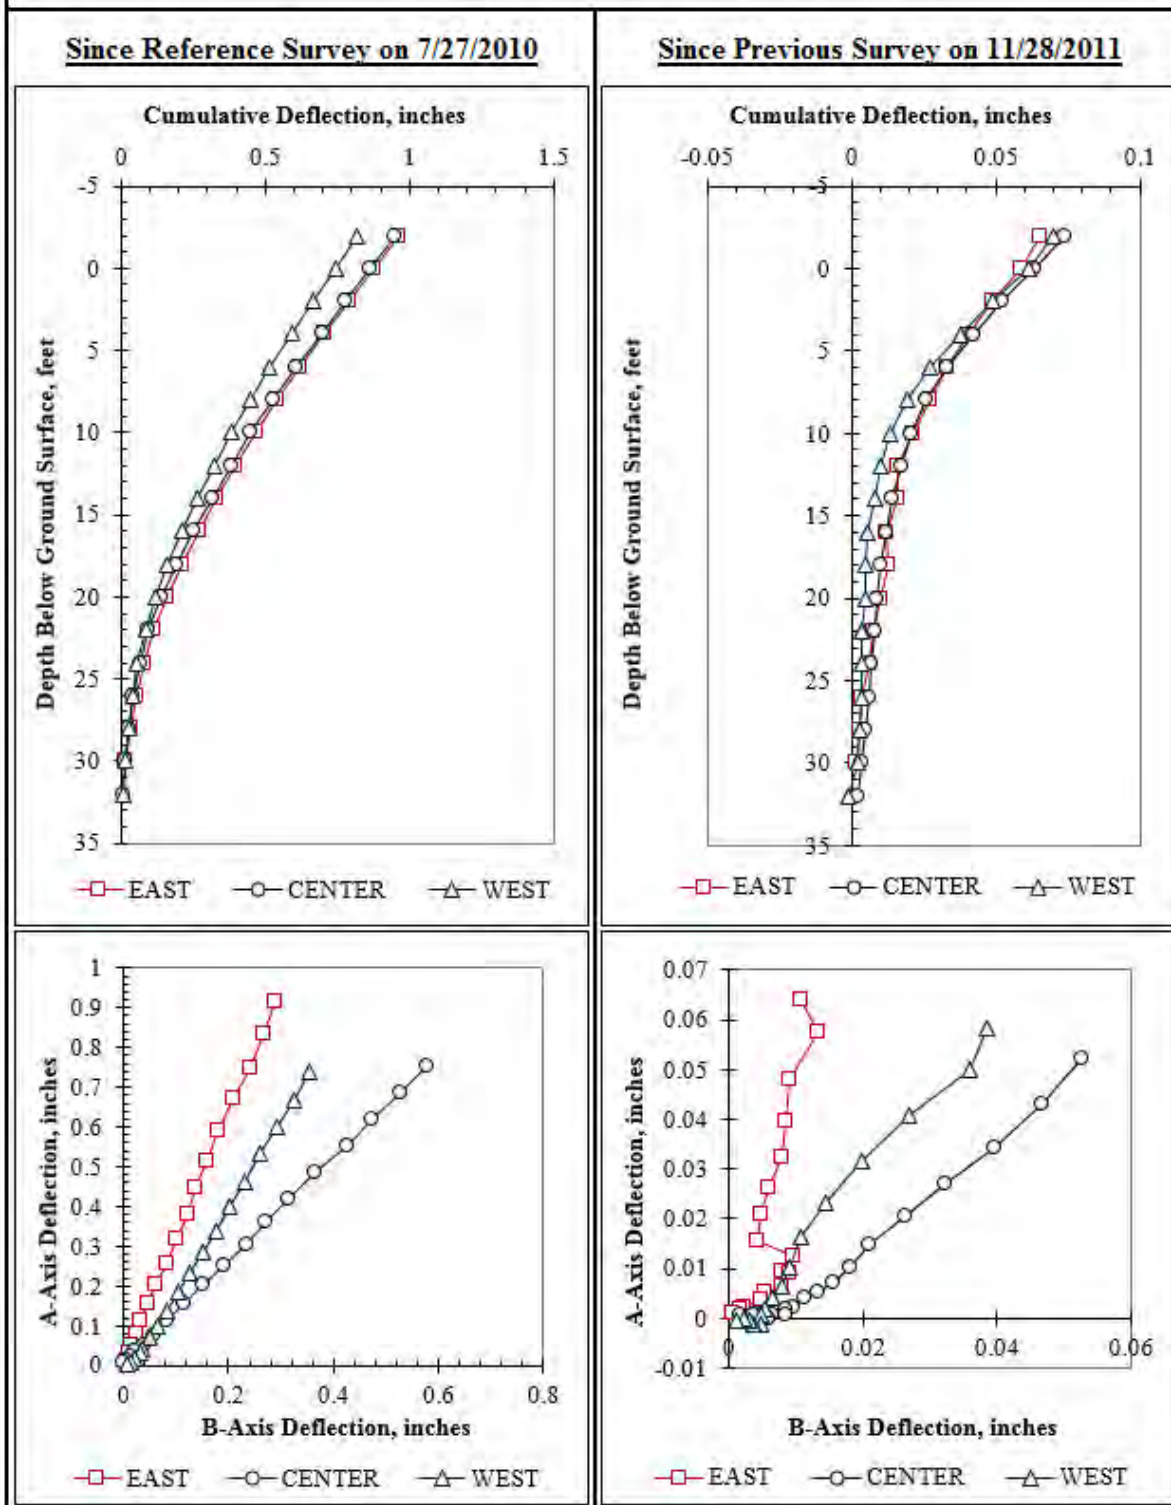 Since Reference Survey on 7/27/2010
Cumulative Deflection, inches
0 0.5 1 1.5
-5
0
5
10
15
20
25
30
35
Depth Below Ground Surface, feet
EAST CENTER WEST
Since Previous Survey on 11/28/2011
Cumulative Deflection, inches
-0.05 0 0.05 0.1
-5
0
5
10
15
20
25
30
35
Depth Below Ground Surface, feet
EAST CENTER WEST
1
0.9
0.8
0.7
0.6
0.5
0.4
0.3
0.2
0.1
0
A-Axis Deflection, inches
0 0.2 0.4 0.6 0.8
B-Axis Deflection, inches
EAST CENTER WEST
0.07
0.06
0.05
0.04
0.03
0.02
0.01
0
-0.01
A-Axis Deflection, inches
0 0.02 0.04 0.06
B-Axis Deflection, inches
EAST CENTER WEST